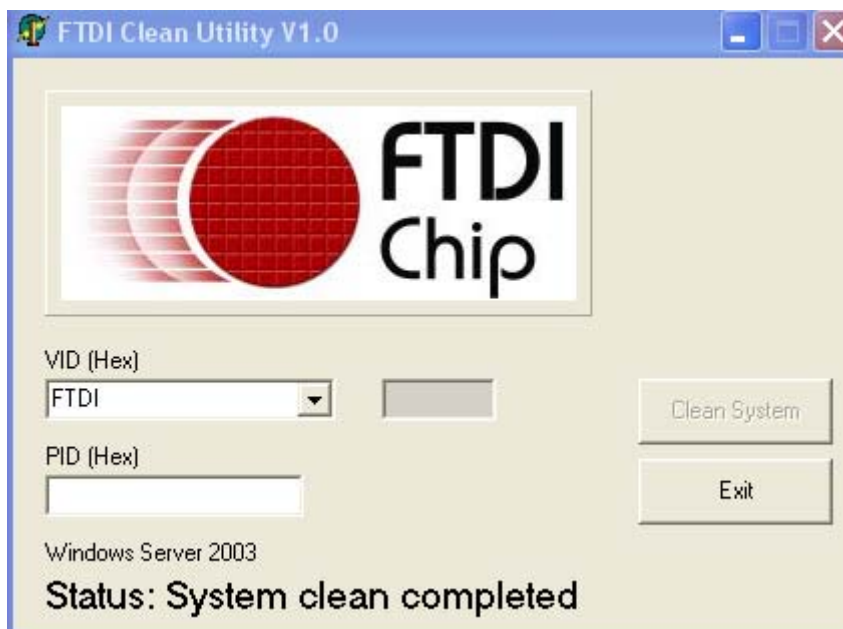 FTDI Clean Utility V1.0
FTDI
Chip
VID (Hex)
FTDI
Clean System
PID (Hex)
Exit
Windows Server 2003
Status: System clean completed